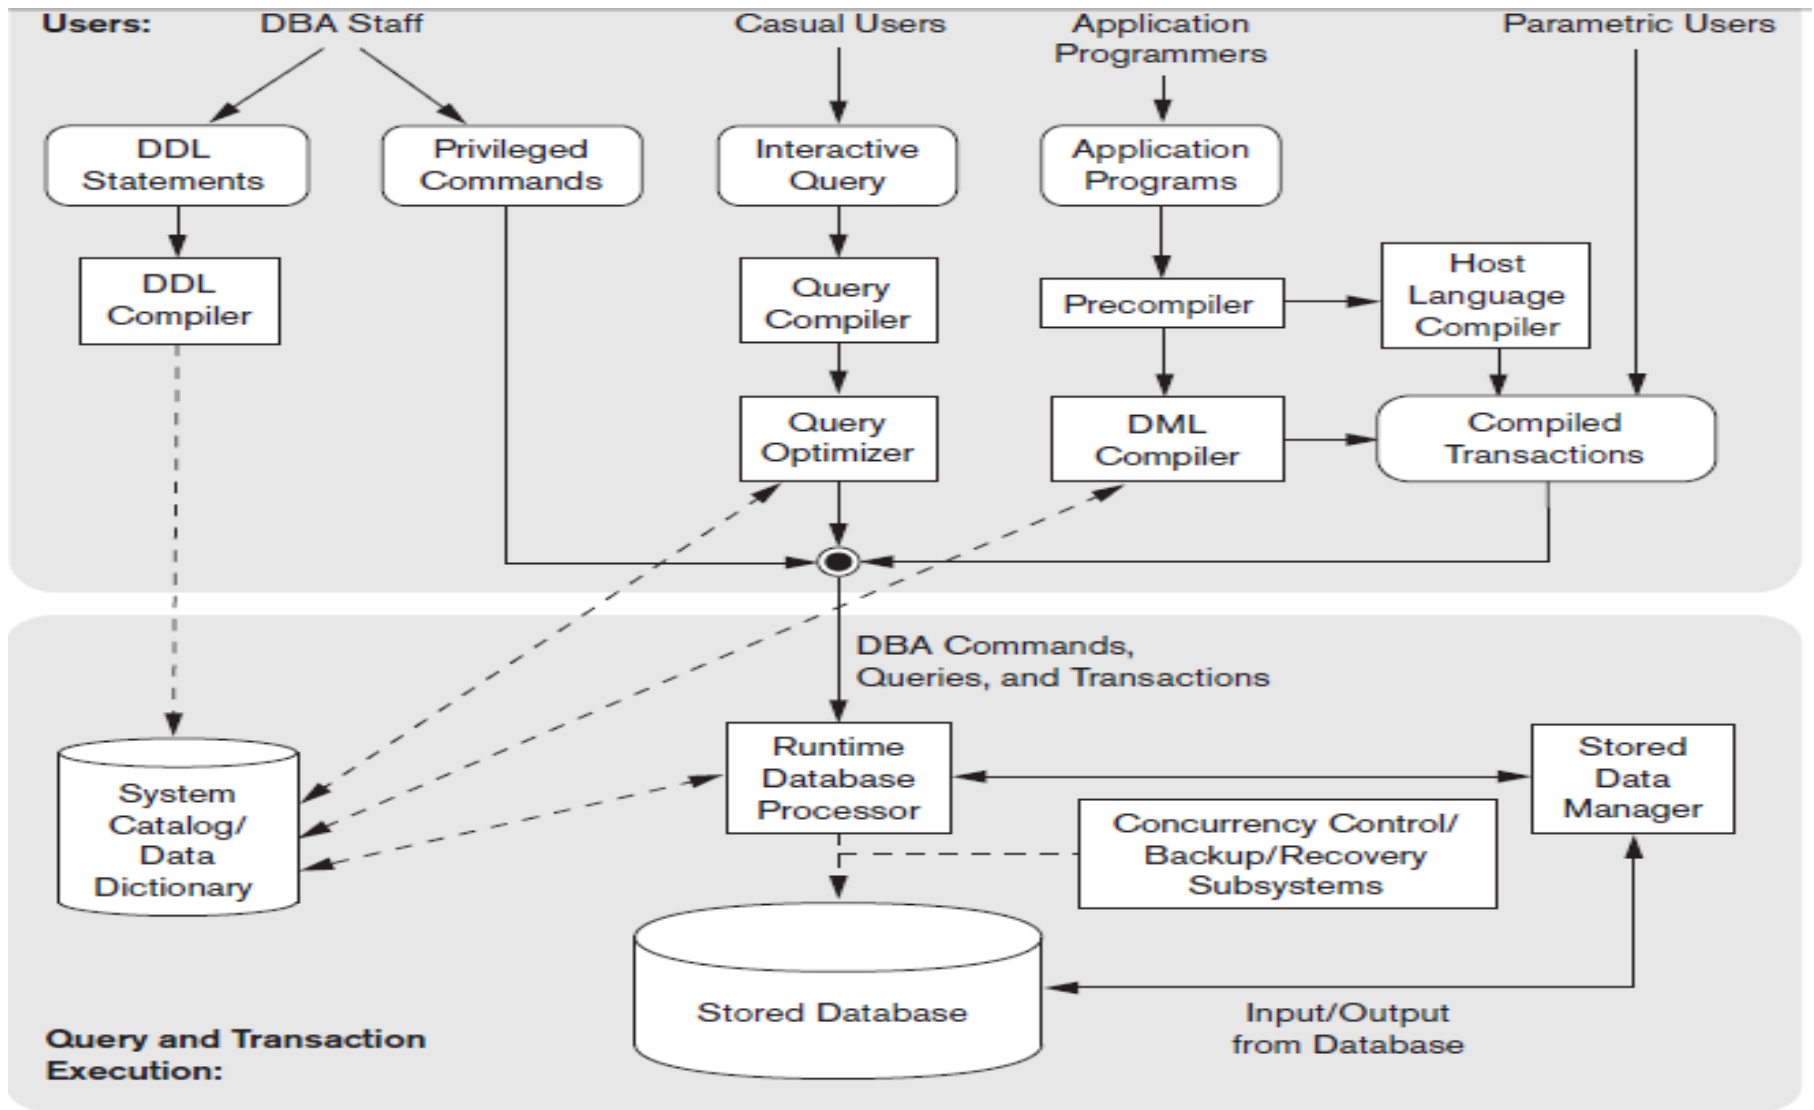 Users:
DBA Staff
Casual Users
Application
Programmers
Parametric Users
DDL
Statements
Privileged
Commands
Interactive
Query
Application
Programs
DDL
Compiler
Query
Compiler
Precompiler
Host
Language
Compiler
Query
Optimizer
DML
Compiler
Compiled
Transactions
DBA Commands,
Queries, and Transactions
System
Catalog/
Data
Dictionary
Runtime
Database
Processor
Stored
Data
Manager
Concurrency Control/
Backup/Recovery
Subsystems
Stored Database
Input/Output
from Database
Query and Transaction
Execution: